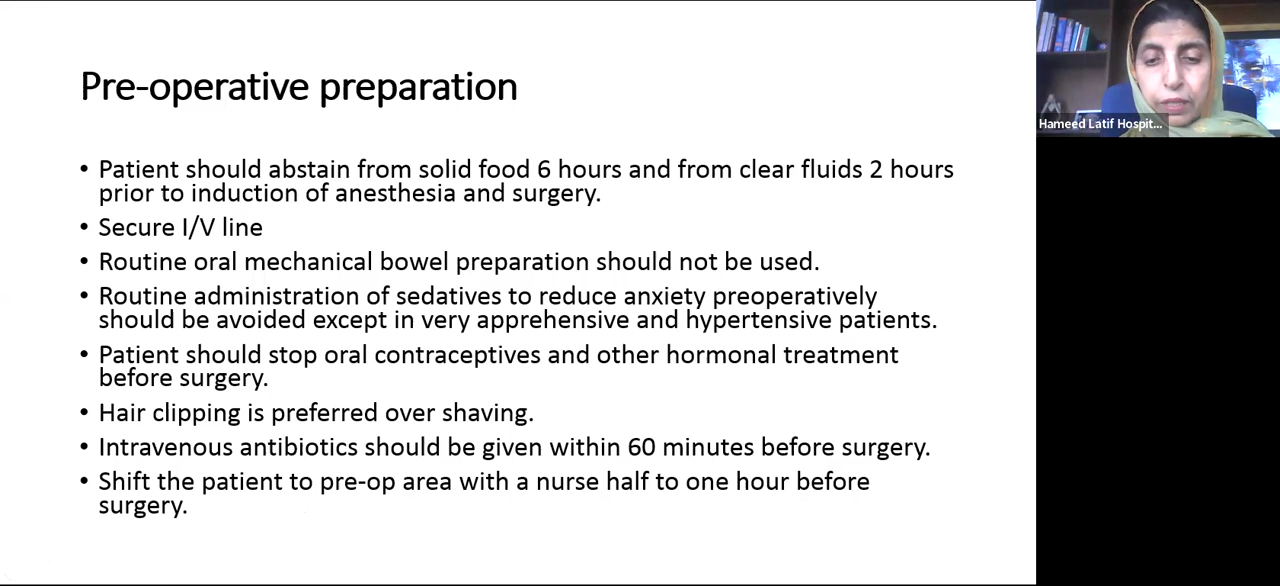 Pre-operative preparation
• Patient should abstain from solid food 6 hours and from clear fluids 2 hours
prior to induction of anesthesia and surgery.
• Secure I/V line
• Routine oral mechanical bowel preparation should not be used.
• Routine administration of sedatives to reduce anxiety preoperatively
should be avoided except in very apprehensive and hypertensive patients.
• Patient should stop oral contraceptives and other hormonal treatment
before surgery.
• Hair clipping is preferred over shaving.
• Intravenous antibiotics should be given within 60 minutes before surgery.
• Shift the patient to pre-op area with a nurse half to one hour before
surgery.
Hameed Latif Hospit...